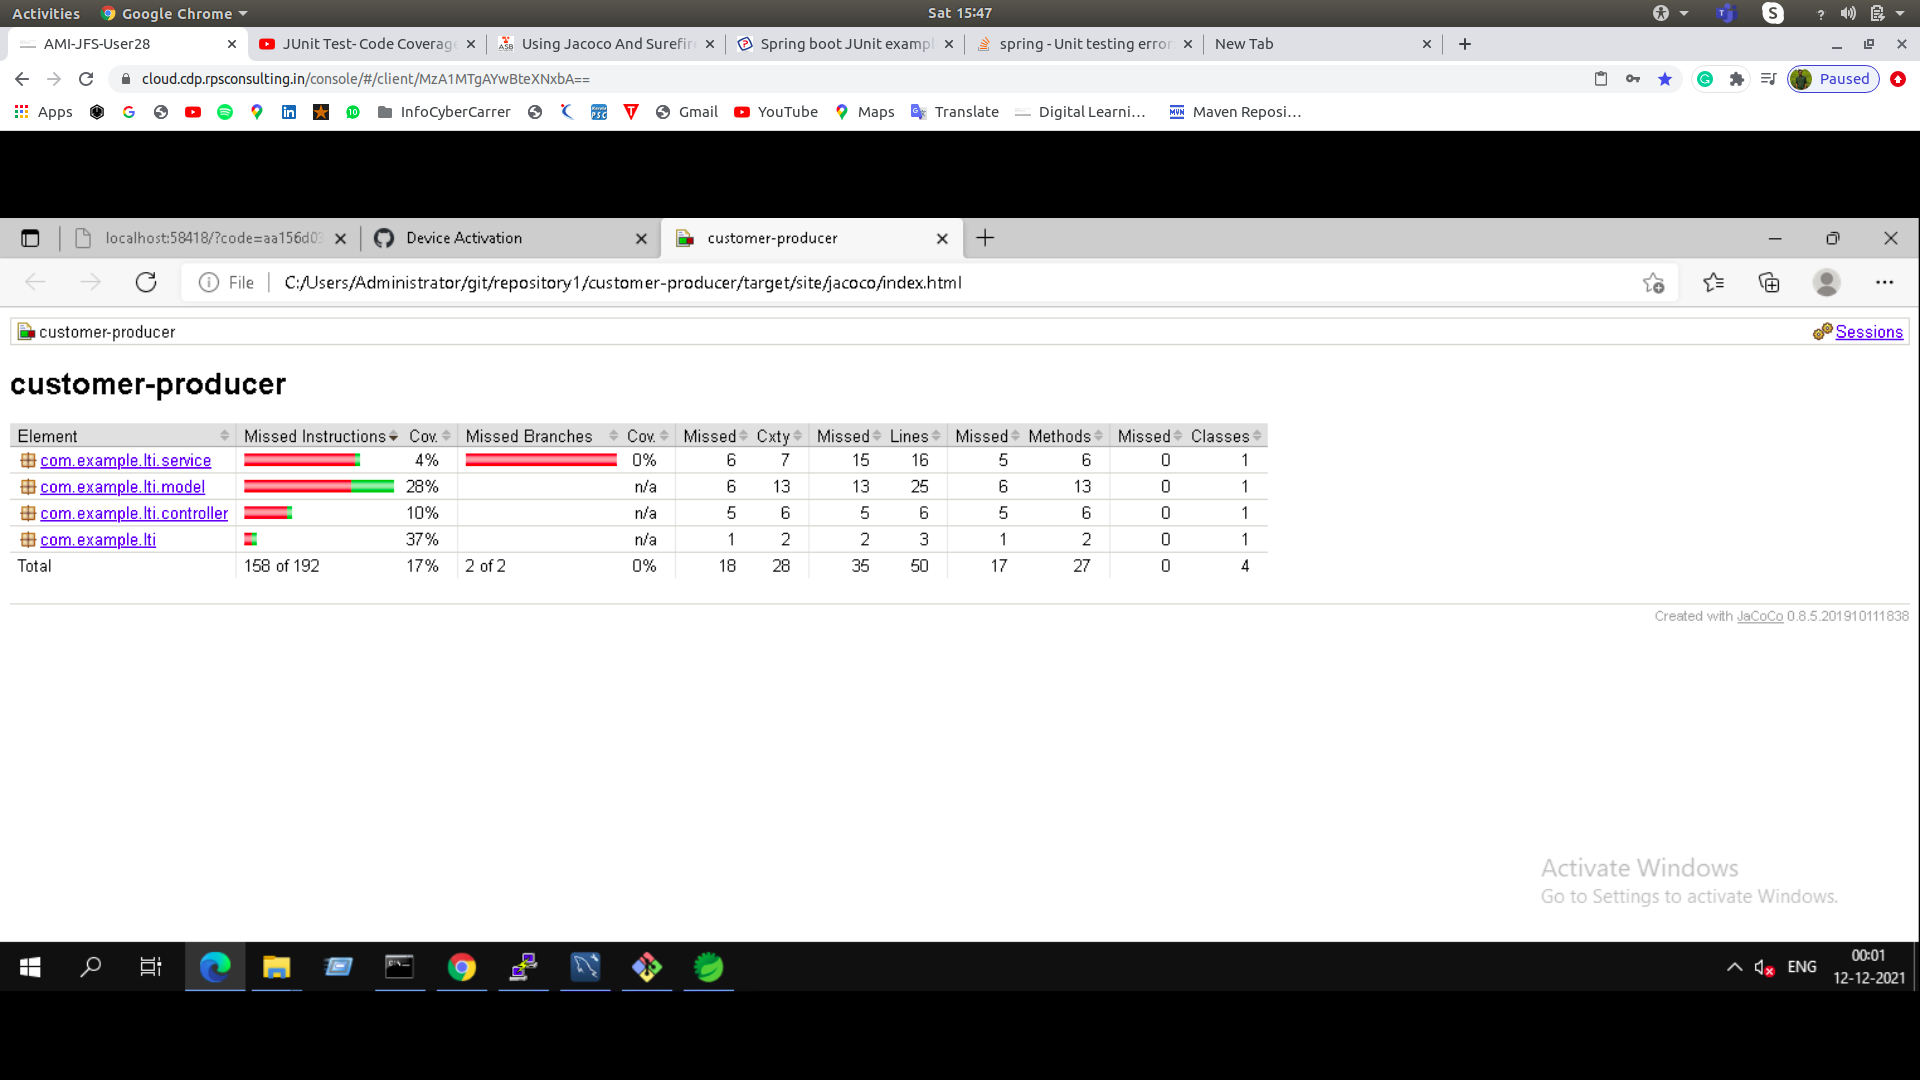 Activities Google Chrome Sat 15:47
AMI-JFS-User28 JUnit Test- Code Coverage Using Jacoco And Surefir Spring boot JUnit exampl spring - Unit testing error New Tab
cloud.cdp.rpsconsulting.in/console/#/client/MzA1MTgAYwBteXNxbA== Paused
Apps InfoCyberCarrer Gmail YouTube Maps Translate Digital Learni… Maven Reposi…
localhost:58418/?code=aa156d03 Device Activation customer-producer
File C:/Users/Administrator/git/repository1/customer-producer/target/site/jacoco/index.html
customer-producer Sessions
customer-producer
Element Missed Instructions Cov. Missed Branches Cov. Missed Cxty Missed Lines Missed Methods Missed Classes
com.example.lti.service 4% 0% 6 7 15 16 5 6 0 1
com.example.lti.model 28% n/a 6 13 13 25 6 13 0 1
com.example.lti.controller 10% n/a 5 6 5 6 5 6 0 1
com.example.lti 37% n/a 1 2 2 3 1 2 0 1
Total 158 of 192 17% 2 of 2 0% 18 28 35 50 17 27 0 4
Created with JaCoCo 0.8.5.201910111838
Activate Windows
Go to Settings to activate Windows.
ENG 00:01
12-12-2021